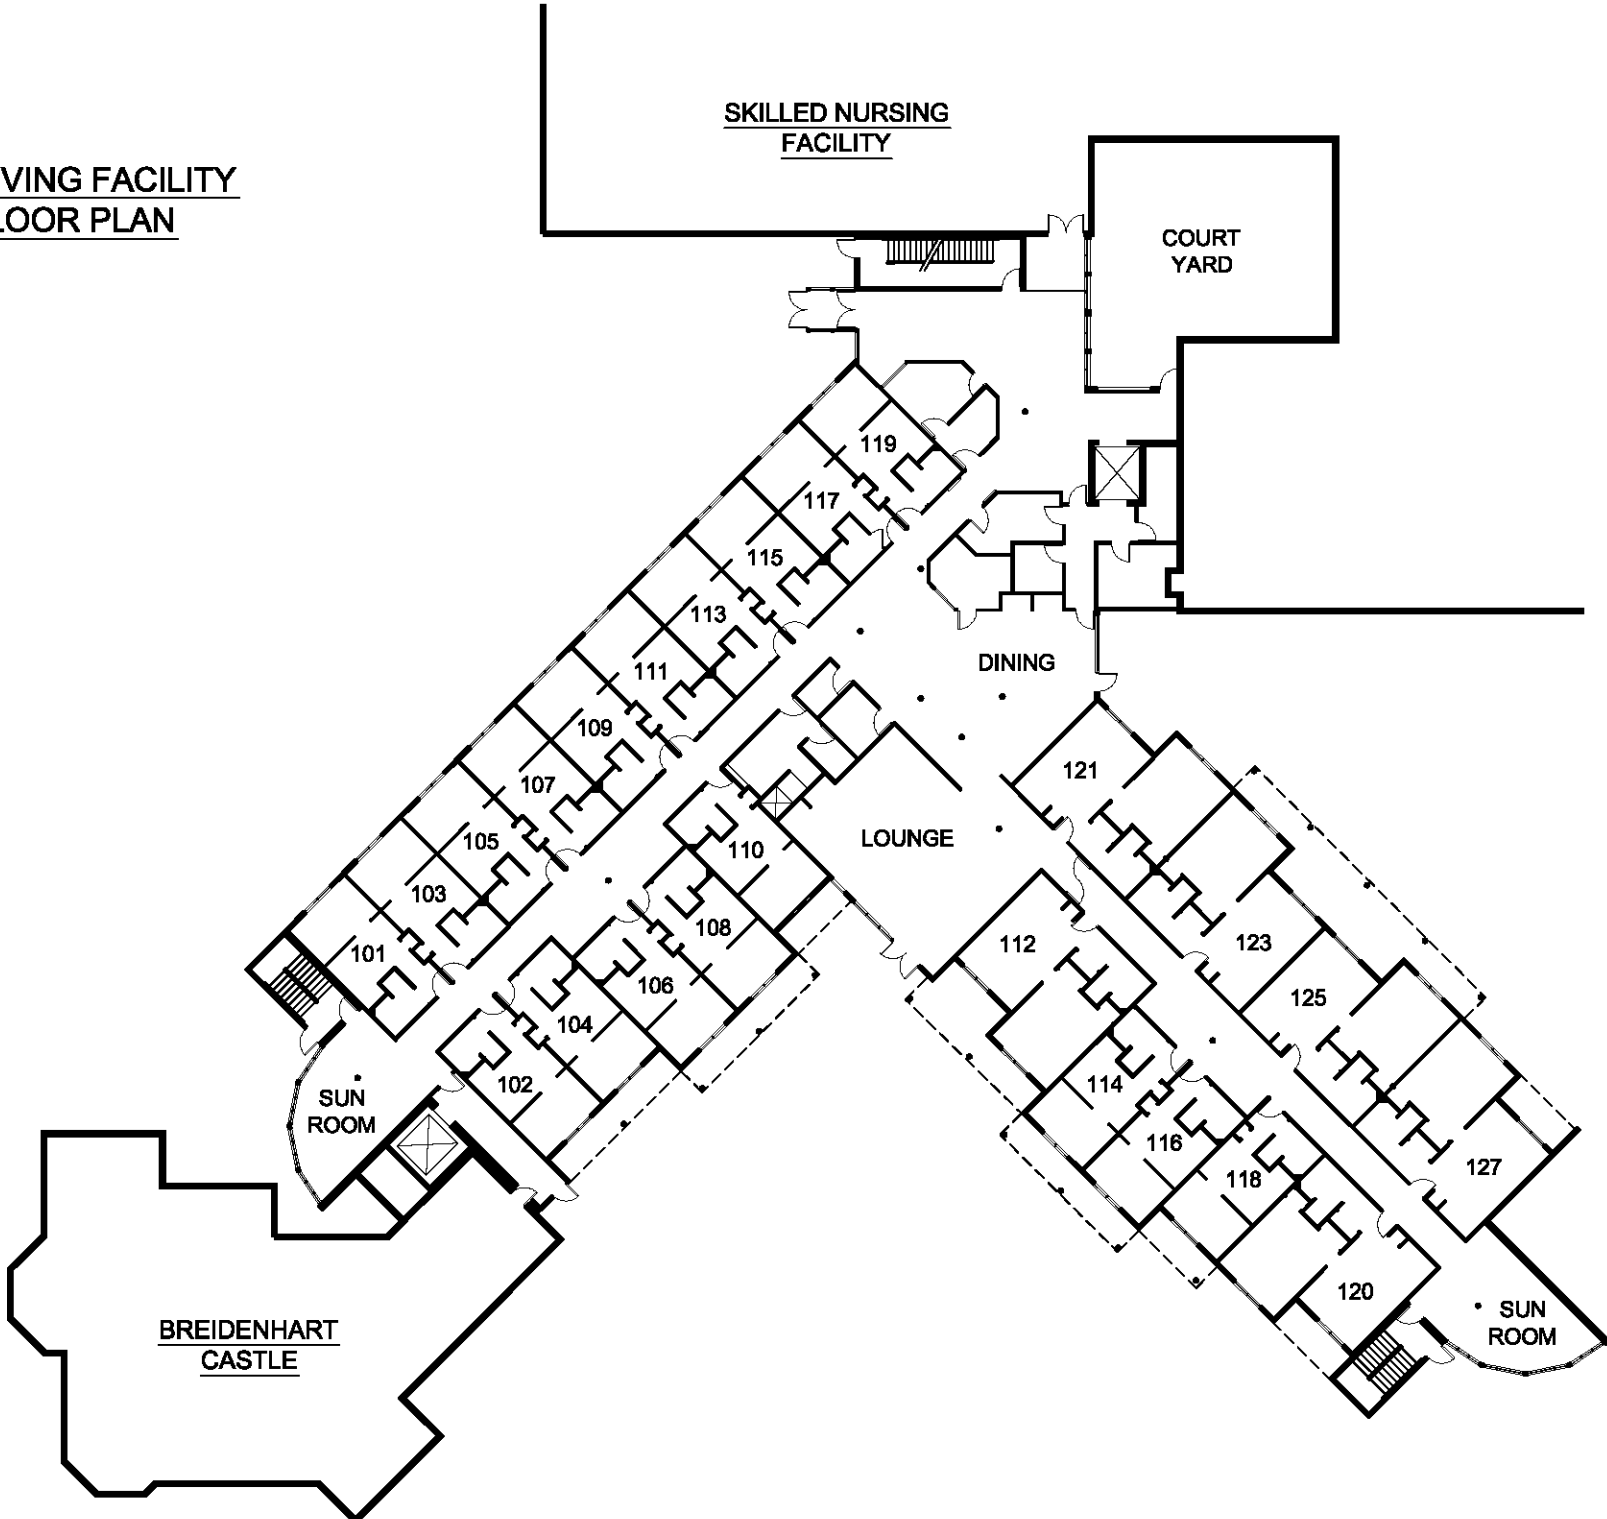 SKILLED NURSING
FACILITY
VING FACILITY
LOOR PLAN
COURT
YARD
119
117
115
113
111
109
107
105
103
101
DINING
LOUNGE
110
108
106
104
102
121
123
125
127
112
114
116
118
120
SUN
ROOM
SUN
ROOM
BREIDENHART
CASTLE